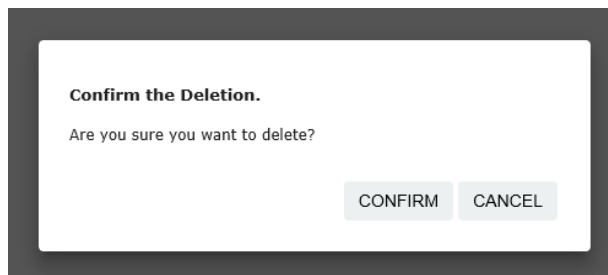 Confirm the Deletion.
Are you sure you want to delete?
CONFIRM CANCEL